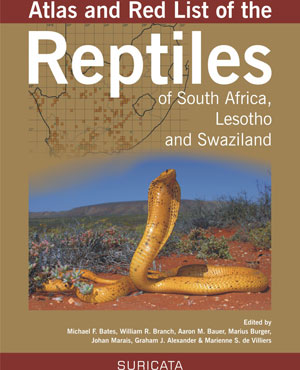 Atlas and Red List of the
Reptiles
of South Africa,
Lesotho
and Swaziland
Edited by
Michael F. Bates, William R. Branch, Aaron M. Bauer, Marius Burger,
Johan Marais, Graham J. Alexander & Marienne S. de Villiers
SURICATA